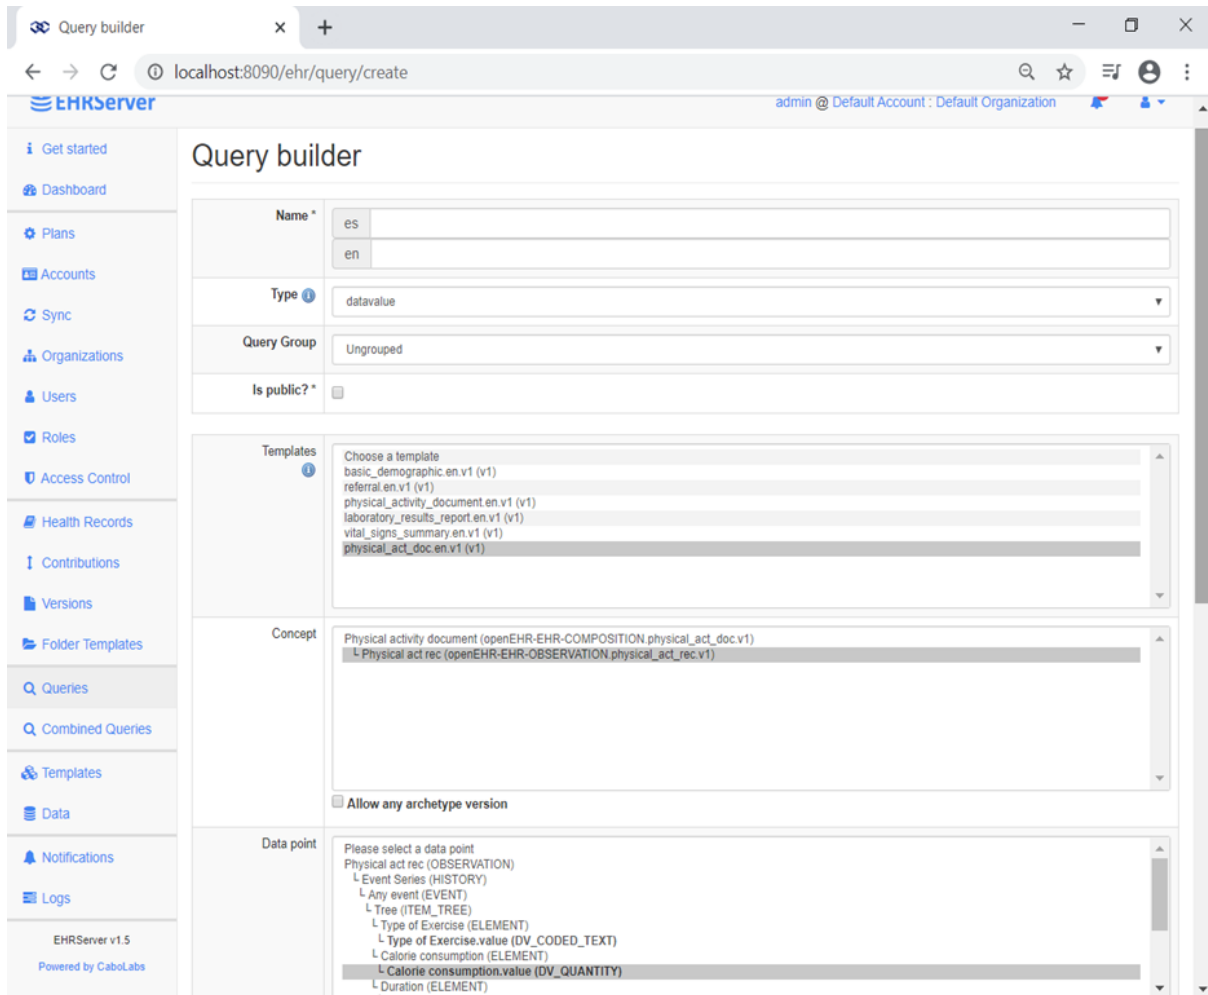 Query builder
localhost:8090/ehr/query/create
EHRServer
admin @ Default Account : Default Organization
Get started
Dashboard
Plans
Accounts
Sync
Organizations
Users
Roles
Access Control
Health Records
Contributions
Versions
Folder Templates
Queries
Combined Queries
Templates
Data
Notifications
Logs
EHRServer v1.5
Powered by CaboLabs
Query builder
Name *
es
en
Type
datavalue
Query Group
Ungrouped
Is public? *
Templates
Choose a template
basic_demographic.en.v1 (v1)
referral.en.v1 (v1)
physical_activity_document.en.v1 (v1)
laboratory_results_report.en.v1 (v1)
vital_signs_summary.en.v1 (v1)
physical_act_doc.en.v1 (v1)
Concept
Physical activity document (openEHR-EHR-COMPOSITION.physical_act_doc.v1)
└ Physical act rec (openEHR-EHR-OBSERVATION.physical_act_rec.v1)
Allow any archetype version
Data point
Please select a data point
Physical act rec (OBSERVATION)
└ Event Series (HISTORY)
└ Any event (EVENT)
└ Tree (ITEM_TREE)
└ Type of Exercise (ELEMENT)
└ Type of Exercise.value (DV_CODED_TEXT)
└ Calorie consumption (ELEMENT)
└ Calorie consumption.value (DV_QUANTITY)
└ Duration (ELEMENT)